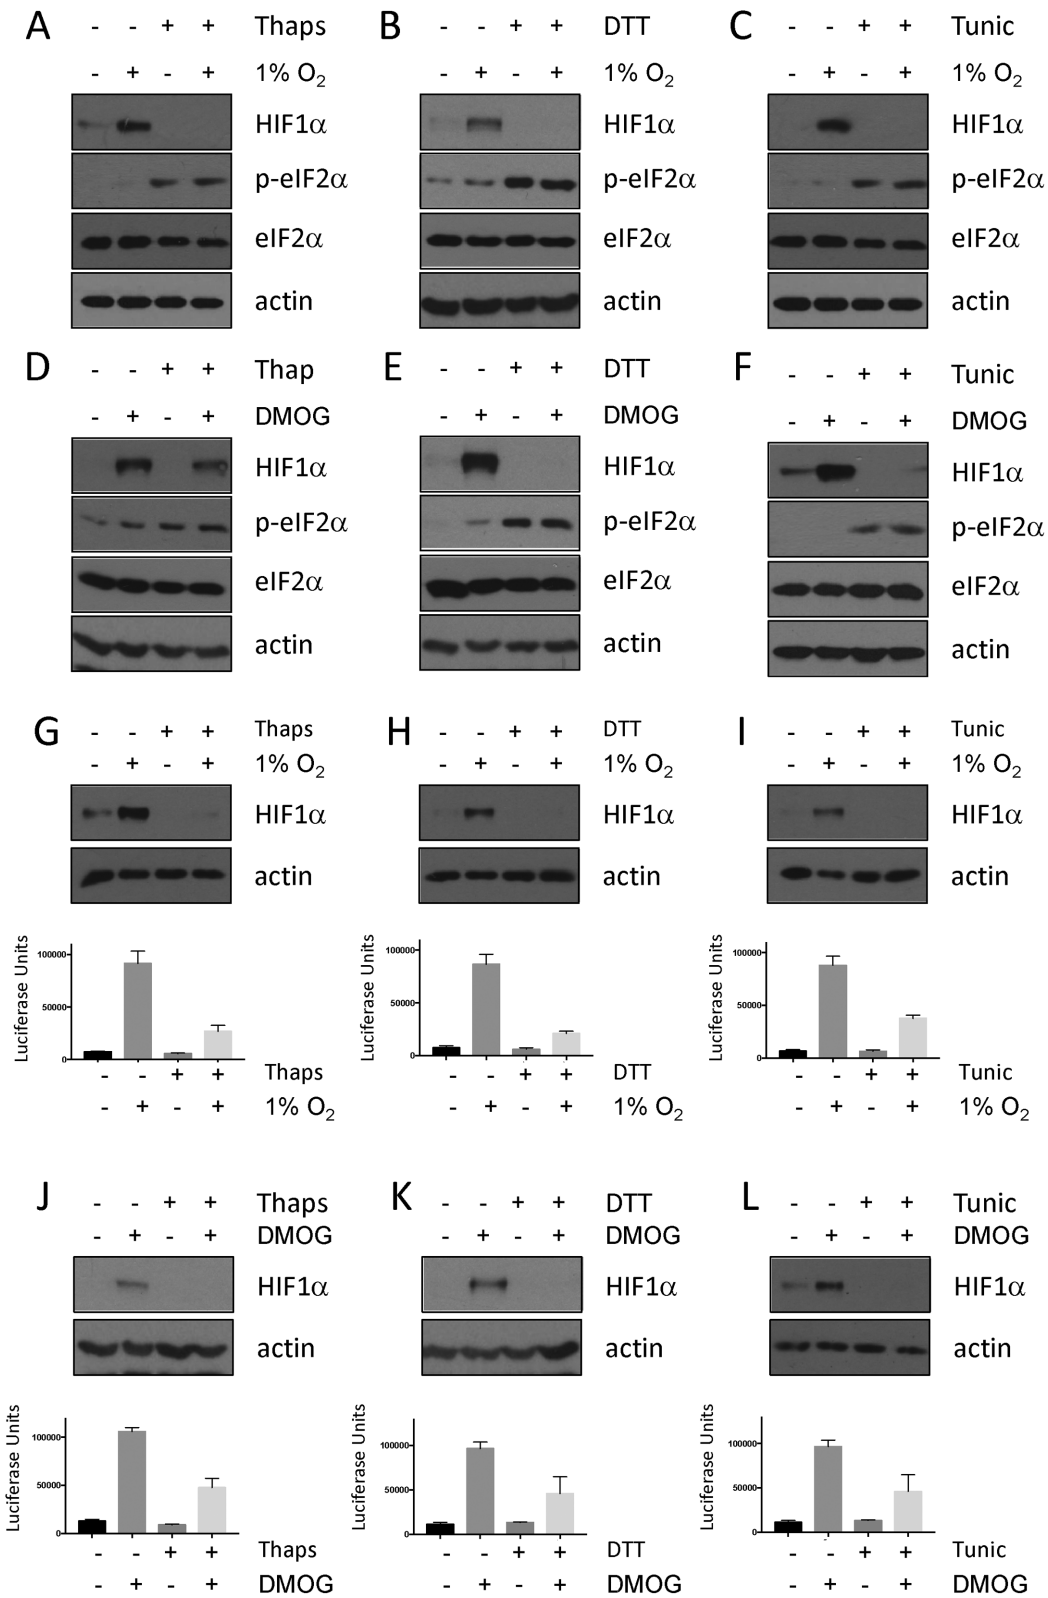 A - - + + Thaps B - - + + DTT C - - + + Tunic
- + - + 1% O2 - + - + 1% O2 - + - + 1% O2
HIF1α HIF1α HIF1α
p-eIF2α p-eIF2α p-eIF2α
eIF2α eIF2α eIF2α
actin actin actin
D - - + + Thap E - - + + DTT F - - + + Tunic
- + - + DMOG - + - + DMOG - + - + DMOG
HIF1α HIF1α HIF1α
p-eIF2α p-eIF2α p-eIF2α
eIF2α eIF2α eIF2α
actin actin actin
G - - + + Thaps H - - + + DTT I - - + + Tunic
- + - + 1% O2 - + - + 1% O2 - + - + 1% O2
HIF1α HIF1α HIF1α
actin actin actin
Luciferase Units Luciferase Units Luciferase Units
100000 100000 100000
50000 50000 50000
0 0 0
- - + + Thaps - - + + DTT - - + + Tunic
- + - + 1% O2 - + - + 1% O2 - + - + 1% O2
J - - + + Thaps K - - + + DTT L - - + + Tunic
- + - + DMOG - + - + DMOG - + - + DMOG
HIF1α HIF1α HIF1α
actin actin actin
Luciferase Units Luciferase Units Luciferase Units
100000 100000 100000
50000 50000 50000
0 0 0
- - + + Thaps - - + + DTT - - + + Tunic
- + - + DMOG - + - + DMOG - + - + DMOG